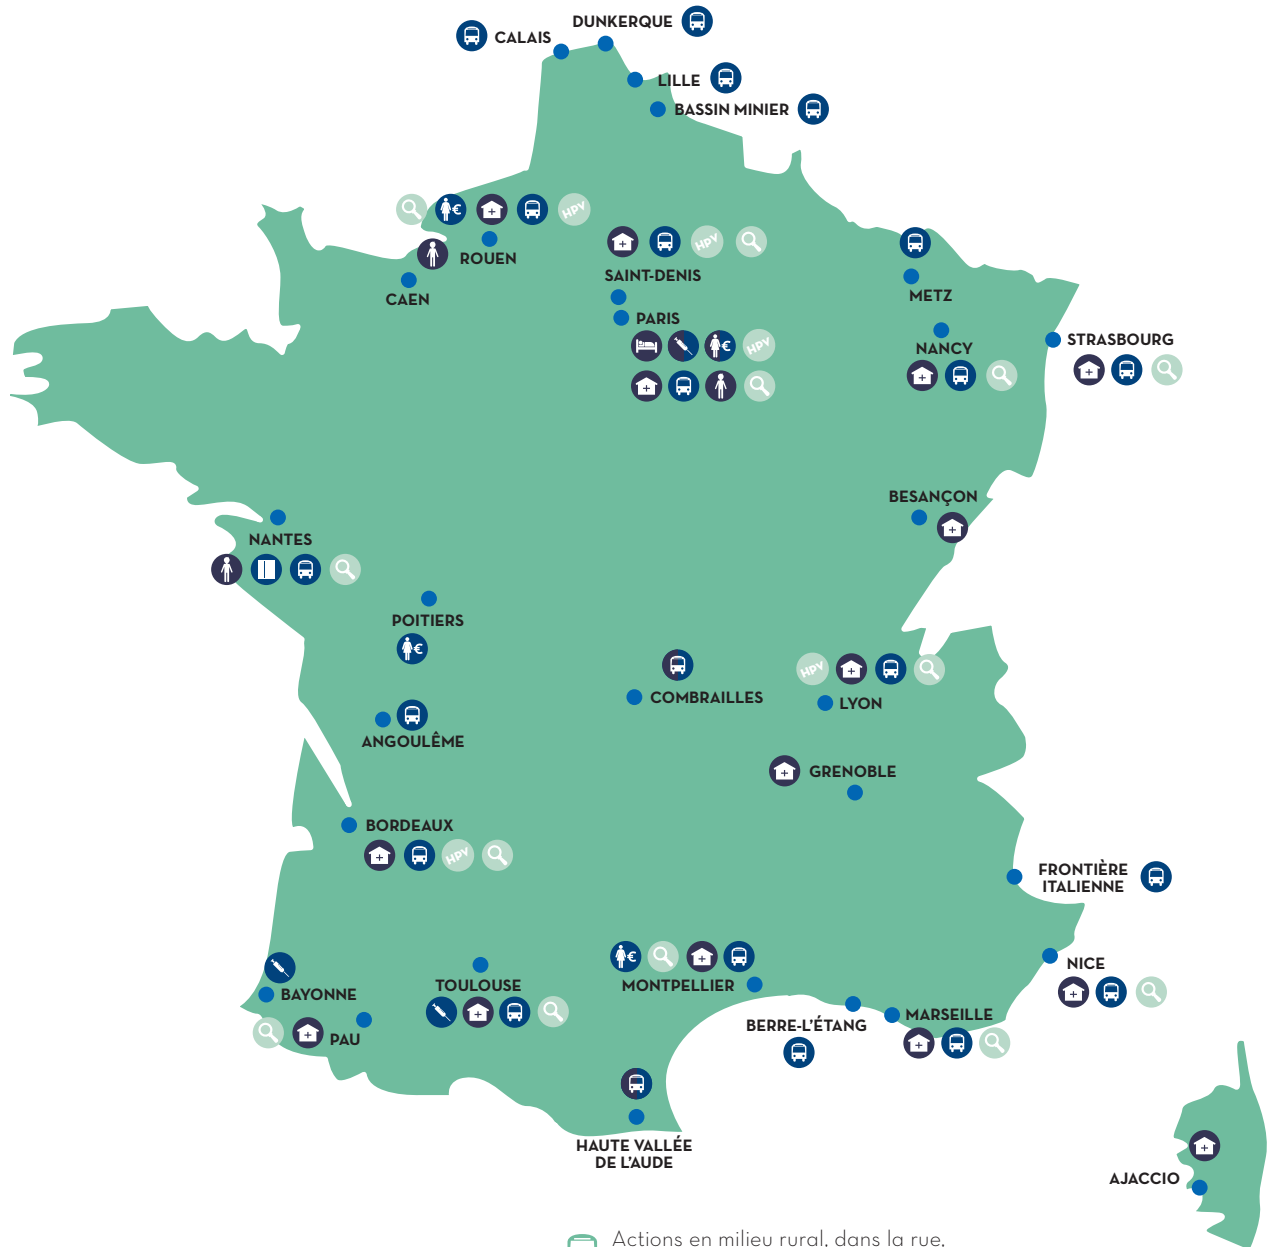 DUNKERQUE
CALAIS
LILLE
BASSIN MINIER
€
HPV
ROUEN
CAEN
HPV
SAINT-DENIS
PARIS
€
HPV
METZ
NANCY
STRASBOURG
BESANÇON
NANTES
POITIERS
€
COMBRAILLES
HPV
LYON
ANGOULÊME
GRENOBLE
BORDEAUX
HPV
FRONTIÈRE
ITALIENNE
€
MONTPELLIER
NICE
TOULOUSE
BAYONNE
PAU
BERRE-L'ÉTANG
MARSEILLE
HAUTE VALLÉE
DE L'AUDE
AJACCIO
Actions en milieu rural, dans la rue,